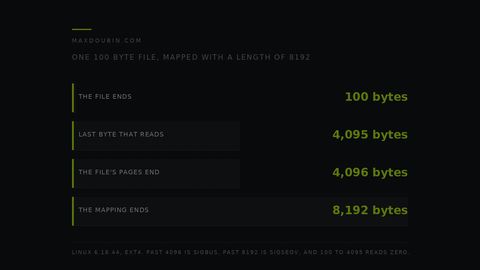 MAXDOURIN.COM
ONE 100 BYTE FILE, MAPPED WITH A LENGTH OF 8192
THE FILE ENDS 100 bytes
LAST BYTE THAT READS 4,095 bytes
THE FILE'S PAGES END 4,096 bytes
THE MAPPING ENDS 8,192 bytes
LINUX 6.18.44, EXT4. PAST 4096 IS SIGBUS, PAST 8192 IS SIGSEGV, AND 100 TO 4095 READS ZERO.